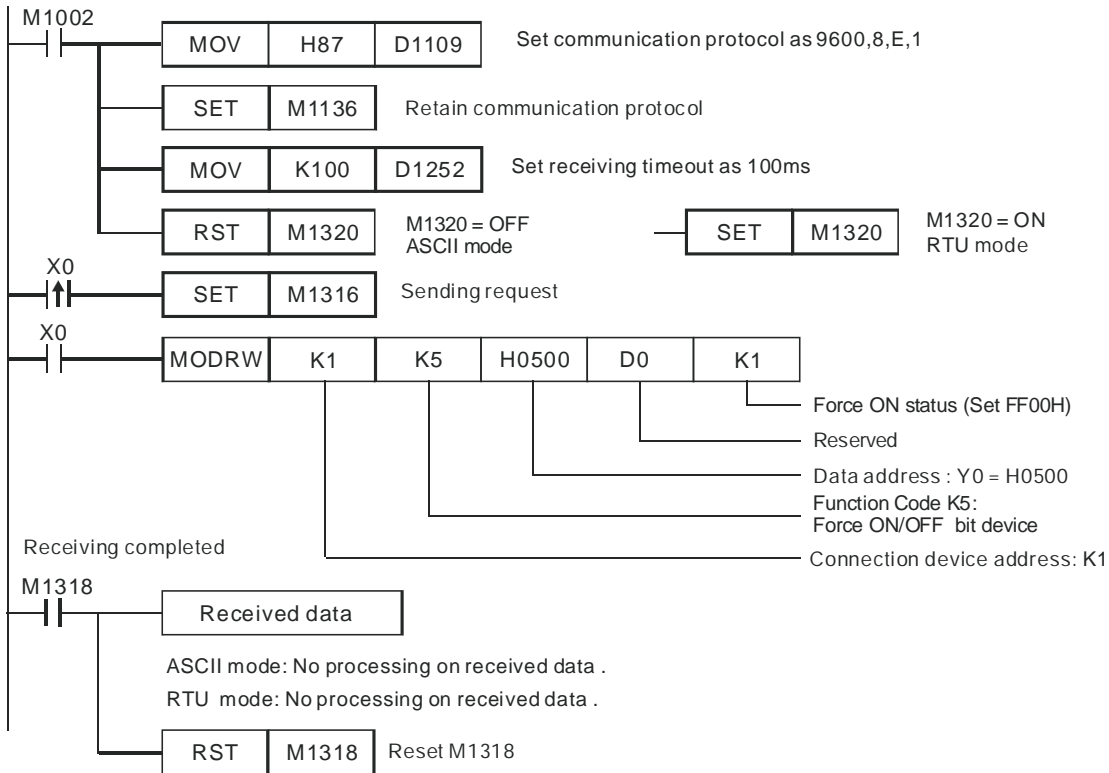 M1002
MOV H87 D1109 Set communication protocol as 9600,8,E,1
SET M1136 Retain communication protocol
MOV K100 D1252 Set receiving timeout as 100ms
RST M1320 M1320 = OFF
ASCII mode
SET M1320 M1320 = ON
RTU mode
X0
SET M1316 Sending request
X0
MODRW K1 K5 H0500 D0 K1
Force ON status (Set FF00H)
Reserved
Data address : Y0 = H0500
Function Code K5:
Force ON/OFF bit device
Connection device address: K1
Receiving completed
M1318
Received data
ASCII mode: No processing on received data .
RTU mode: No processing on received data .
RST M1318 Reset M1318